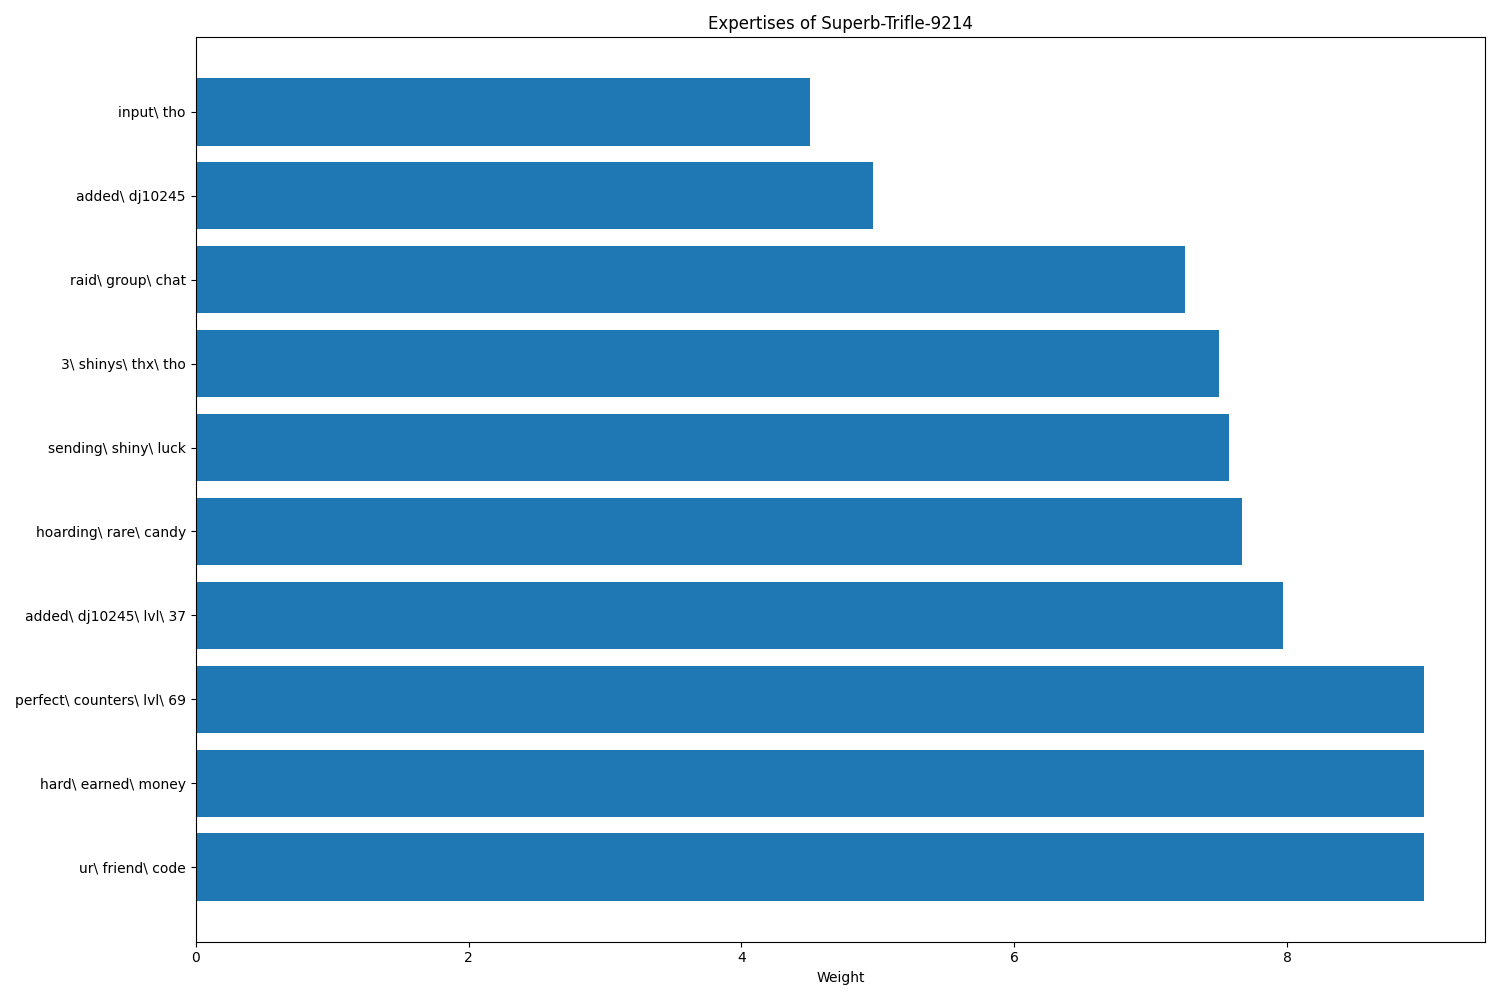 Expertises of Superb-Trifle-9214
input\ tho
added\ dj10245
raid\ group\ chat
3\ shinys\ thx\ tho
sending\ shiny\ luck
hoarding\ rare\ candy
added\ dj10245\ lvl\ 37
perfect\ counters\ lvl\ 69
hard\ earned\ money
ur\ friend\ code
0 2 4 6 8
Weight